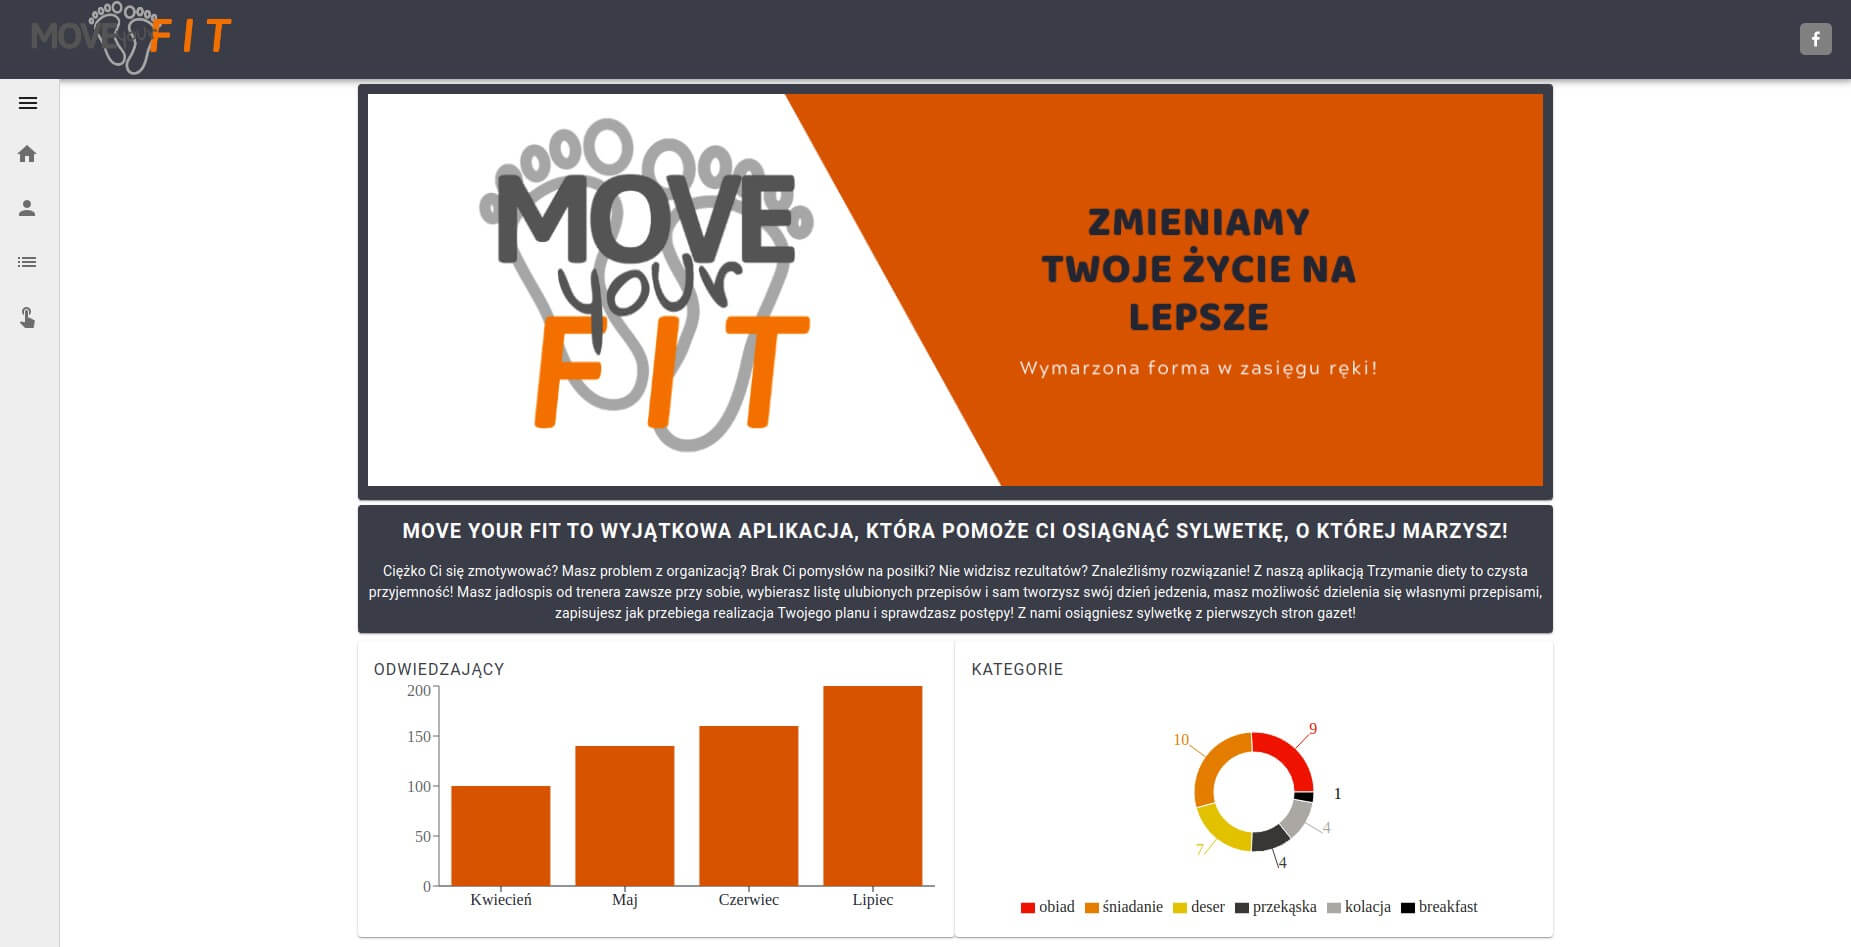 MOVE your FIT
MOVE
your
FIT
ZMIENIAMY
TWOJE ŻYCIE NA
LEPSZE
Wymarzona forma w zasięgu ręki!
MOVE YOUR FIT TO WYJĄTKOWA APLIKACJA, KTÓRA POMOŻE CI OSIĄGNĄĆ SYLWETKĘ, O KTÓREJ MARZYSZ!
Ciężko Ci się zmotywować? Masz problem z organizacją? Brak Ci pomysłów na posiłki? Nie widzisz rezultatów? Znaleźliśmy rozwiązanie! Z naszą aplikacją Trzymanie diety to czysta
przyjemność! Masz jadłospis od trenera zawsze przy sobie, wybierasz listę ulubionych przepisów i sam tworzysz swój dzień jedzenia, masz możliwość dzielenia się własnymi przepisami,
zapisujesz jak przebiega realizacja Twojego planu i sprawdzasz postępy! Z nami osiągniesz sylwetkę z pierwszych stron gazet!
ODWIEDZAJĄCY
200
150
100
50
0
Kwiecień Maj Czerwiec Lipiec
KATEGORIE
9
10
1
4
7
4
obiad śniadanie deser przekąska kolacja breakfast